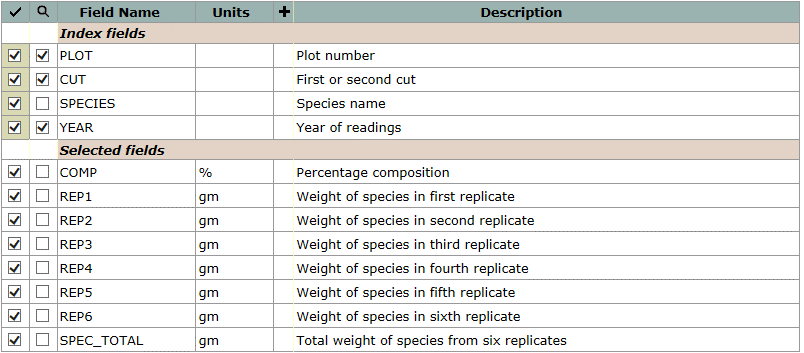 Field Name Units + Description
Index fields
PLOT Plot number
CUT First or second cut
SPECIES Species name
YEAR Year of readings
Selected fields
COMP % Percentage composition
REP1 gm Weight of species in first replicate
REP2 gm Weight of species in second replicate
REP3 gm Weight of species in third replicate
REP4 gm Weight of species in fourth replicate
REP5 gm Weight of species in fifth replicate
REP6 gm Weight of species in sixth replicate
SPEC_TOTAL gm Total weight of species from six replicates